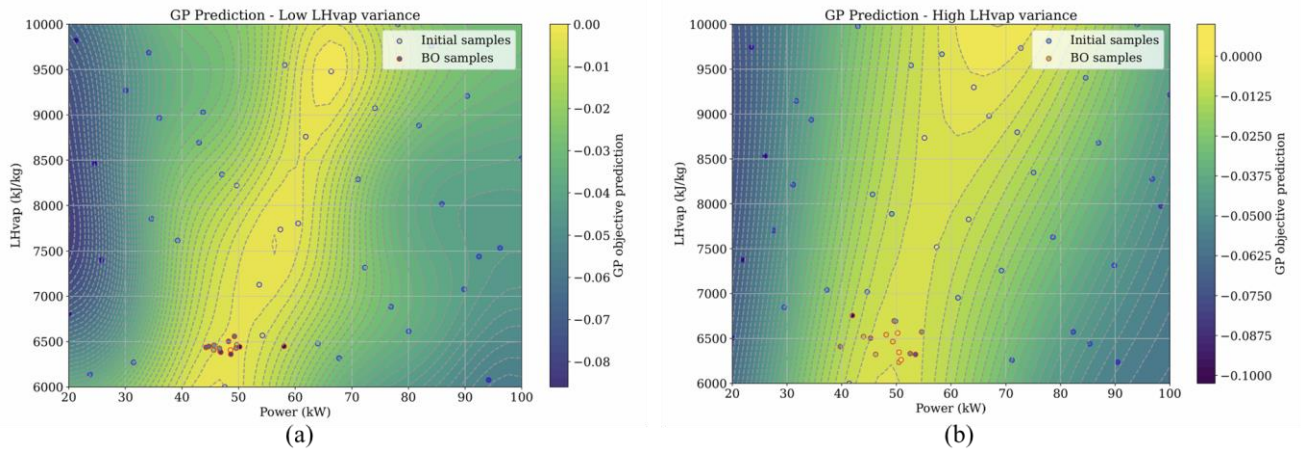 GP Prediction - Low LHvap variance
Initial samples
BO samples
LHvap (kJ/kg)
10000
9500
9000
8500
8000
7500
7000
6500
6000
20 30 40 50 60 70 80 90 100
Power (kW)
0.00
−0.01
−0.02
−0.03
−0.04
−0.05
−0.06
−0.07
−0.08
GP objective prediction
(a)
GP Prediction - High LHvap variance
Initial samples
BO samples
LHvap (kJ/kg)
10000
9500
9000
8500
8000
7500
7000
6500
6000
20 30 40 50 60 70 80 90 100
Power (kW)
0.0000
−0.0125
−0.0250
−0.0375
−0.0500
−0.0625
−0.0750
−0.0875
−0.1000
GP objective prediction
(b)